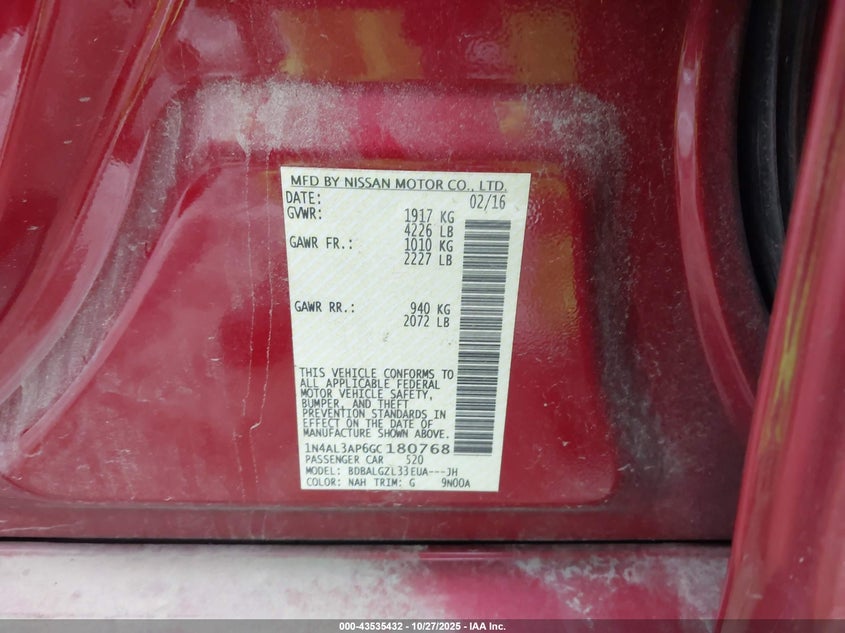 MFD BY NISSAN MOTOR CO., LTD.
DATE: 02/16
GVWR: 1917 KG
4226 LB
GAWR FR.: 1010 KG
2227 LB
GAWR RR.: 940 KG
2072 LB
THIS VEHICLE CONFORMS TO
ALL APPLICABLE FEDERAL
MOTOR VEHICLE SAFETY,
BUMPER, AND THEFT
PREVENTION STANDARDS IN
EFFECT ON THE DATE OF
MANUFACTURE SHOWN ABOVE.
1N4AL3AP6GC180768
PASSENGER CAR 520
MODEL: BDBALGZL33EUA---JH
COLOR: NAH TRIM: G 9N00A
000-43535432 - 10/27/2025 - IAA Inc.